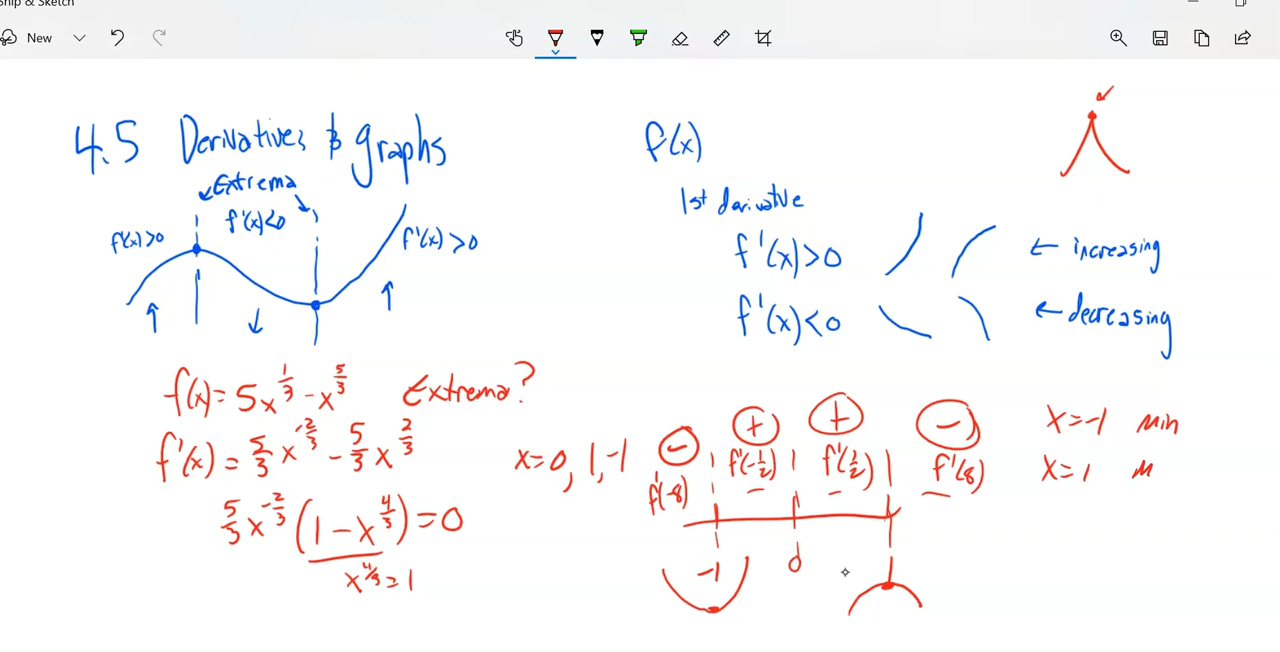 Ship & Sketch
New
4.5 Derivatives & graphs
Extrema
f'(x)>0
f'(x)<0
f'(x)>0
f(x)
1st derivative
f'(x)>0 ← increasing
f'(x)<0 ← decreasing
f(x)=5x^{1/3}-x^{5/3} Extrema?
f'(x)=5/3 x^{-2/3}-5/3 x^{2/3}
5/3 x^{-2/3}(1-x^{4/3})=0
x^{4/3}=1
x=0, 1, -1
- + + -
f'(-8) f'(-1/2) f'(1/2) f'(8)
-1 0 1
x=-1 min
x=1 M